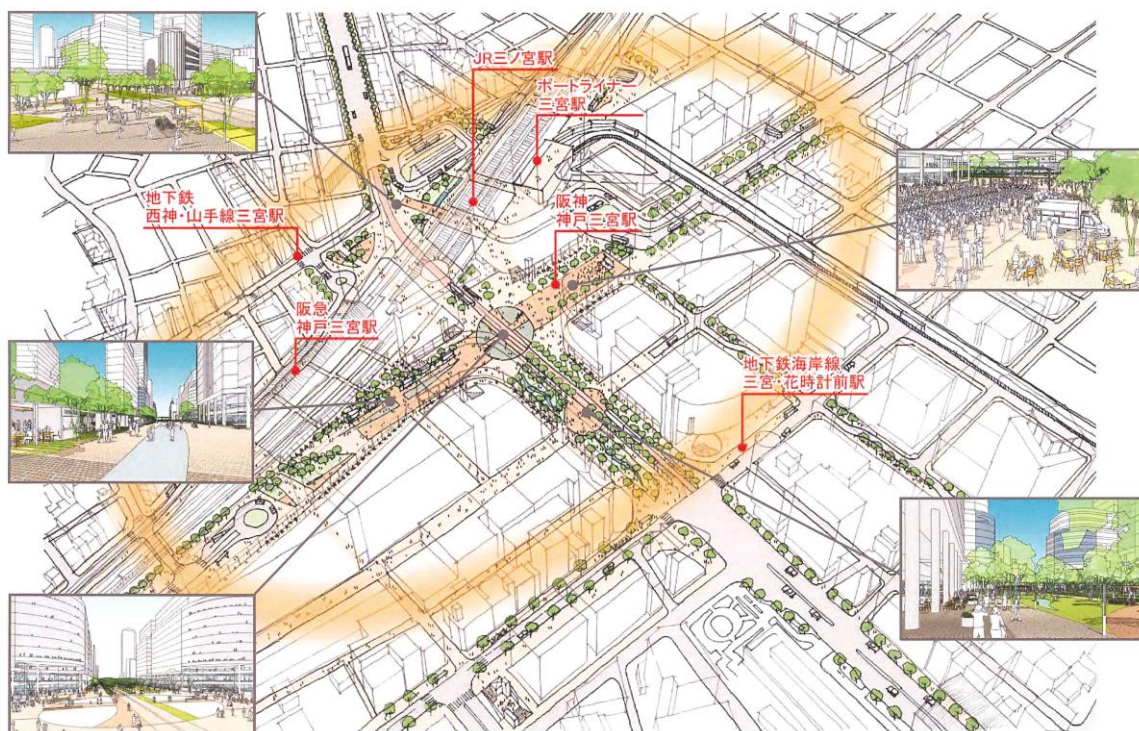 JR三ノ宮駅
ポートライナー
三宮駅
地下鉄
西神・山手線三宮駅
阪神
神戸三宮駅
阪急
神戸三宮駅
地下鉄海岸線
三宮・花時計前駅